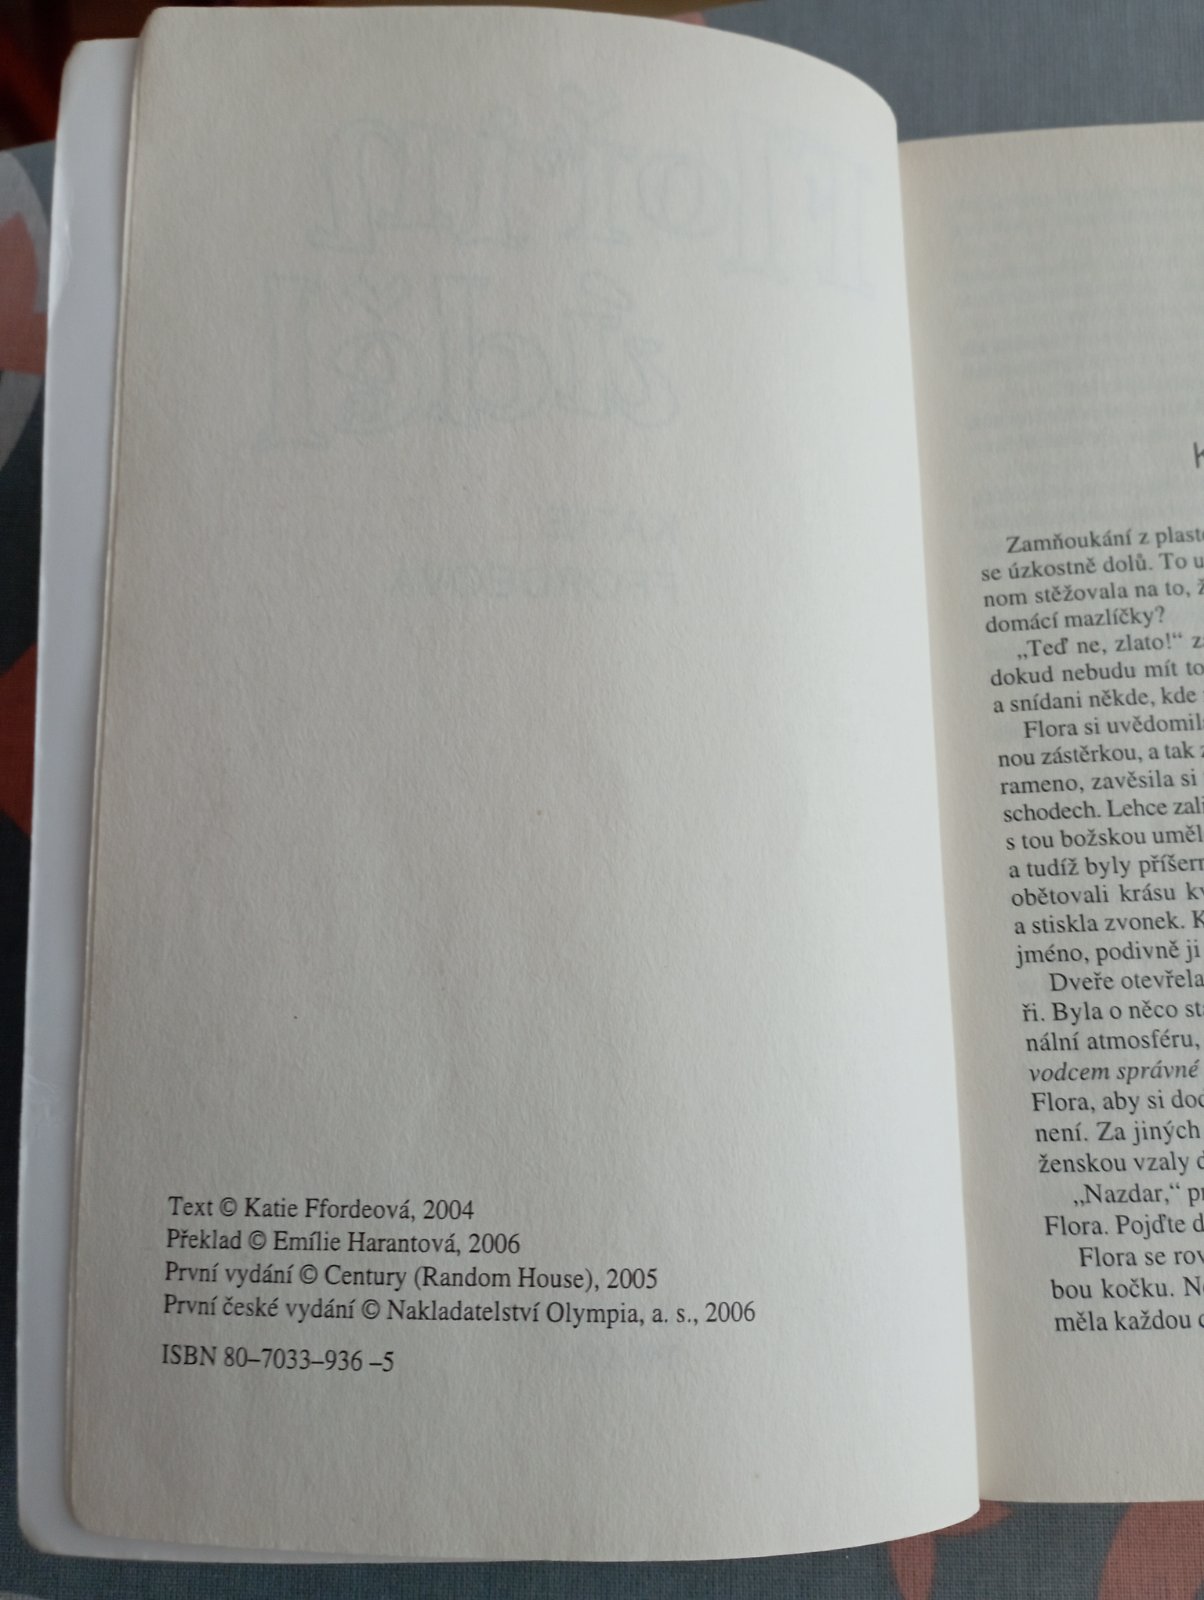 Text © Katie Ffordeová, 2004
Překlad © Emílie Harantová, 2006
První vydání © Century (Random House), 2005
První české vydání © Nakladatelství Olympia, a. s., 2006
ISBN 80–7033–936 –5
Zamňoukání z plast
se úzkostně dolů. To u
nom stěžovala na to, ž
domácí mazlíčky?
„Teď ne, zlato!“ z
dokud nebudu mít to
a snídani někde, kde
Flora si uvědomil
nou zástěrkou, a tak z
rameno, zavěsila si
schodech. Lehce zal
s tou božskou uměl
a tudíž byly příšer
obětovali krásu kv
a stiskla zvonek. K
jméno, podivně ji
Dveře otevřela
ři. Byla o něco st
nální atmosféru,
vodcem správné
Flora, aby si do
není. Za jiných
ženskou vzaly
„Nazdar,“ p
Flora. Pojďte d
Flora se rov
bou kočku. N
měla každou